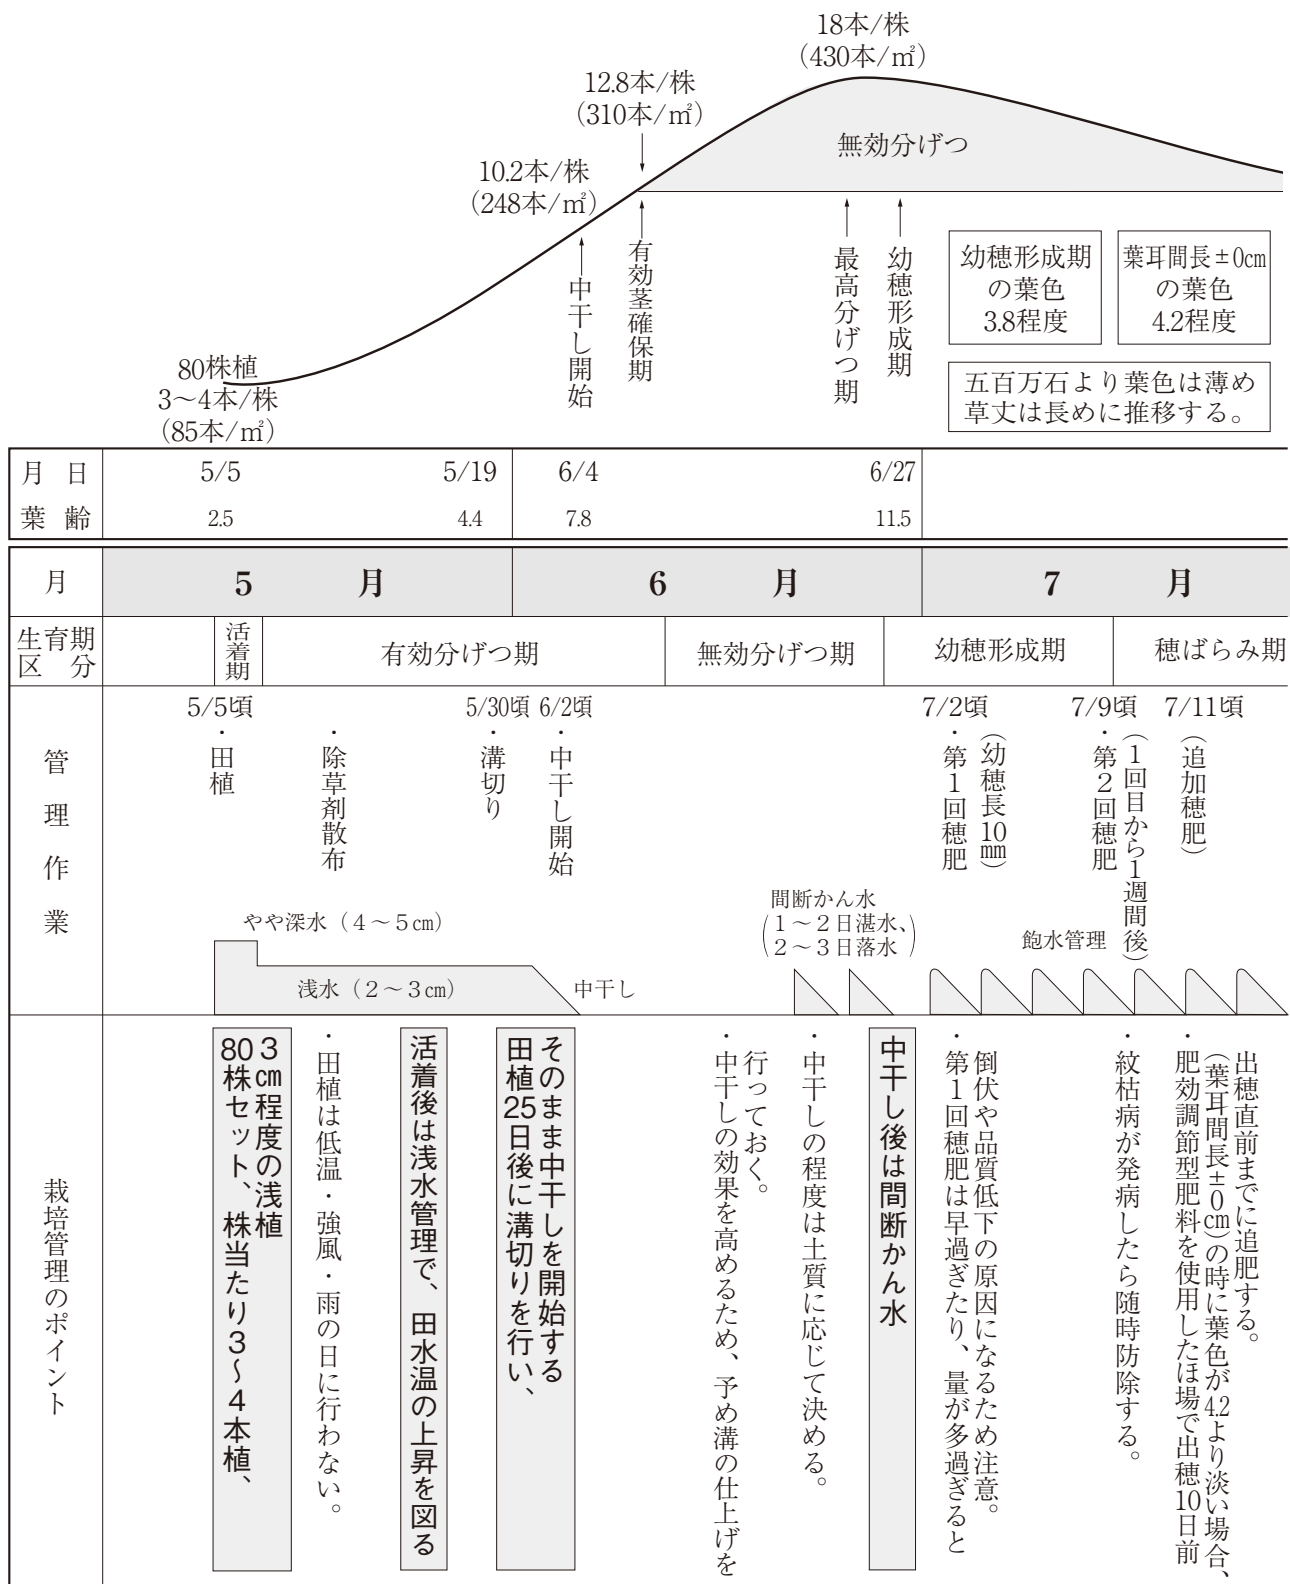 18本/株
(430本/㎡)
12.8本/株
(310本/㎡)
無効分げつ
10.2本/株
(248本/㎡)
中干し開始
有効茎確保期
最高分げつ期
幼穂形成期
幼穂形成期
の葉色
3.8程度
葉耳間長±0cm
の葉色
4.2程度
五百万石より葉色は薄め
草丈は長めに推移する。
80株植
3〜4本/株
(85本/㎡)
月 日 5/5 5/19 6/4 6/27
葉 齢 2.5 4.4 7.8 11.5
月 5 月 6 月 7 月
生育期
区 分
活着期
有効分げつ期
無効分げつ期
幼穂形成期
穂ばらみ期
管理作業
5/5頃
・田植
・除草剤散布
5/30頃
・溝切り
6/2頃
・中干し開始
7/2頃
・第1回穂肥
(幼穂長10㎜)
7/9頃
・第2回穂肥
(1回目から1週間後)
7/11頃
(追加穂肥)
やや深水(4〜5㎝)
浅水(2〜3㎝)
中干し
間断かん水
(1〜2日湛水、
2〜3日落水)
飽水管理
栽培管理のポイント
80株セット、株当たり3〜4本植、
3㎝程度の浅植
・田植は低温・強風・雨の日に行わない。
活着後は浅水管理で、田水温の上昇を図る
田植25日後に溝切りを行い、
そのまま中干しを開始する
・中干しの効果を高めるため、予め溝の仕上げを
行っておく。
・中干しの程度は土質に応じて決める。
中干し後は間断かん水
・第1回穂肥は早過ぎたり、量が多過ぎると
倒伏や品質低下の原因になるため注意。
・紋枯病が発病したら随時防除する。
・肥効調節型肥料を使用したほ場で出穂10日前
(葉耳間長±0㎝)の時に葉色が4.2より淡い場合、
出穂直前までに追肥する。